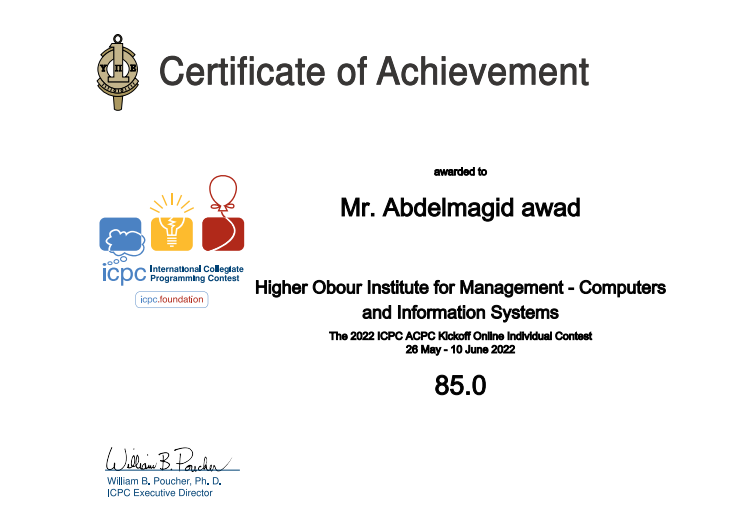 Certificate of Achievement
awarded to
Mr. Abdelmagid awad
icpc International Collegiate
Programming Contest
icpc.foundation
Higher Obour Institute for Management - Computers
and Information Systems
The 2022 ICPC ACPC Kickoff Online Individual Contest
26 May - 10 June 2022
85.0
William B. Poucher
William B. Poucher, Ph. D.
ICPC Executive Director